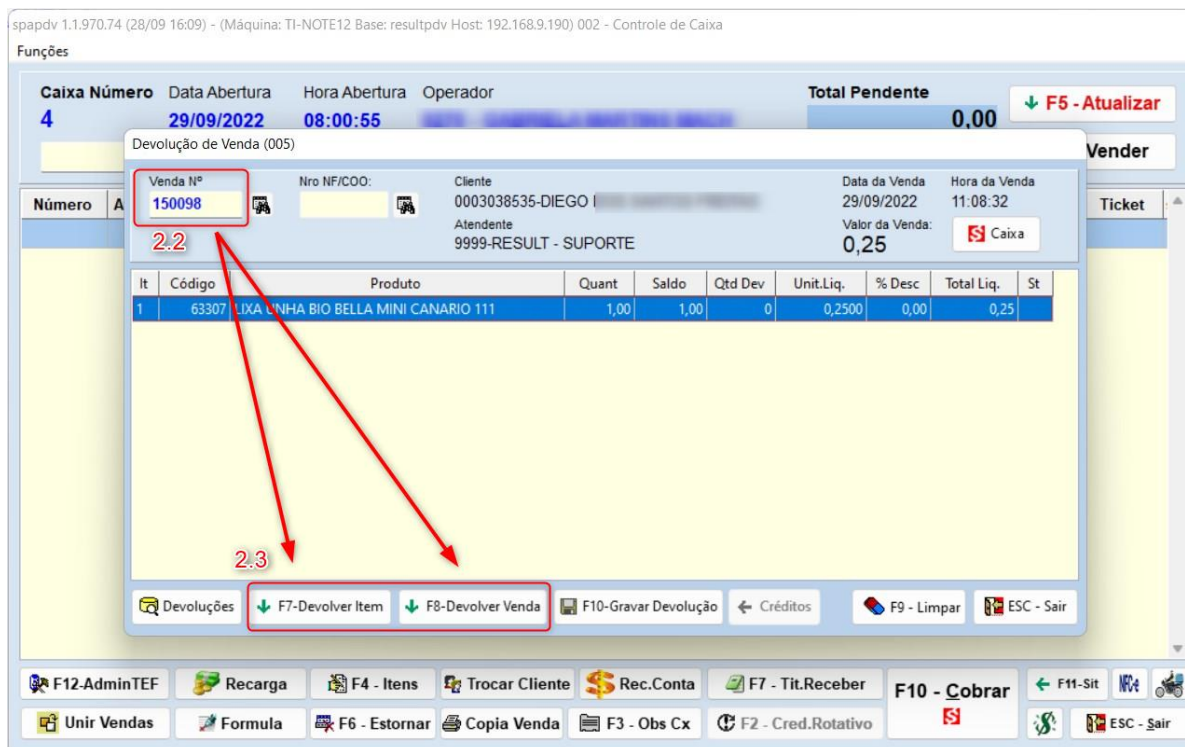 spapdv 1.1.970.74 (28/09 16:09) - (Máquina: TI-NOTE12 Base: resultpdv Host: 192.168.9.190) 002 - Controle de Caixa
Funções
Caixa Número Data Abertura Hora Abertura Operador Total Pendente
4 29/09/2022 08:00:55 0,00
F5 - Atualizar
Vender
Devolução de Venda (005)
Venda Nº Nro NF/COO: Cliente Data da Venda Hora da Venda
150098 0003038535-DIEGO 29/09/2022 11:08:32
Atendente Valor da Venda:
9999-RESULT - SUPORTE 0,25 Caixa
2.2
Número A Ticket
It Código Produto Quant Saldo Qtd Dev Unit.Liq. % Desc Total Liq. St
1 63307 LIXA UNHA BIO BELLA MINI CANARIO 111 1,00 1,00 0 0,2500 0,00 0,25
2.3
Devoluções F7-Devolver Item F8-Devolver Venda F10-Gravar Devolução Créditos F9 - Limpar ESC - Sair
F12-AdminTEF Recarga F4 - Itens Trocar Cliente Rec.Conta F7 - Tit.Receber F10 - Cobrar F11-Sit NFC-e
Unir Vendas Formula F6 - Estornar Copia Venda F3 - Obs Cx F2 - Cred.Rotativo ESC - Sair